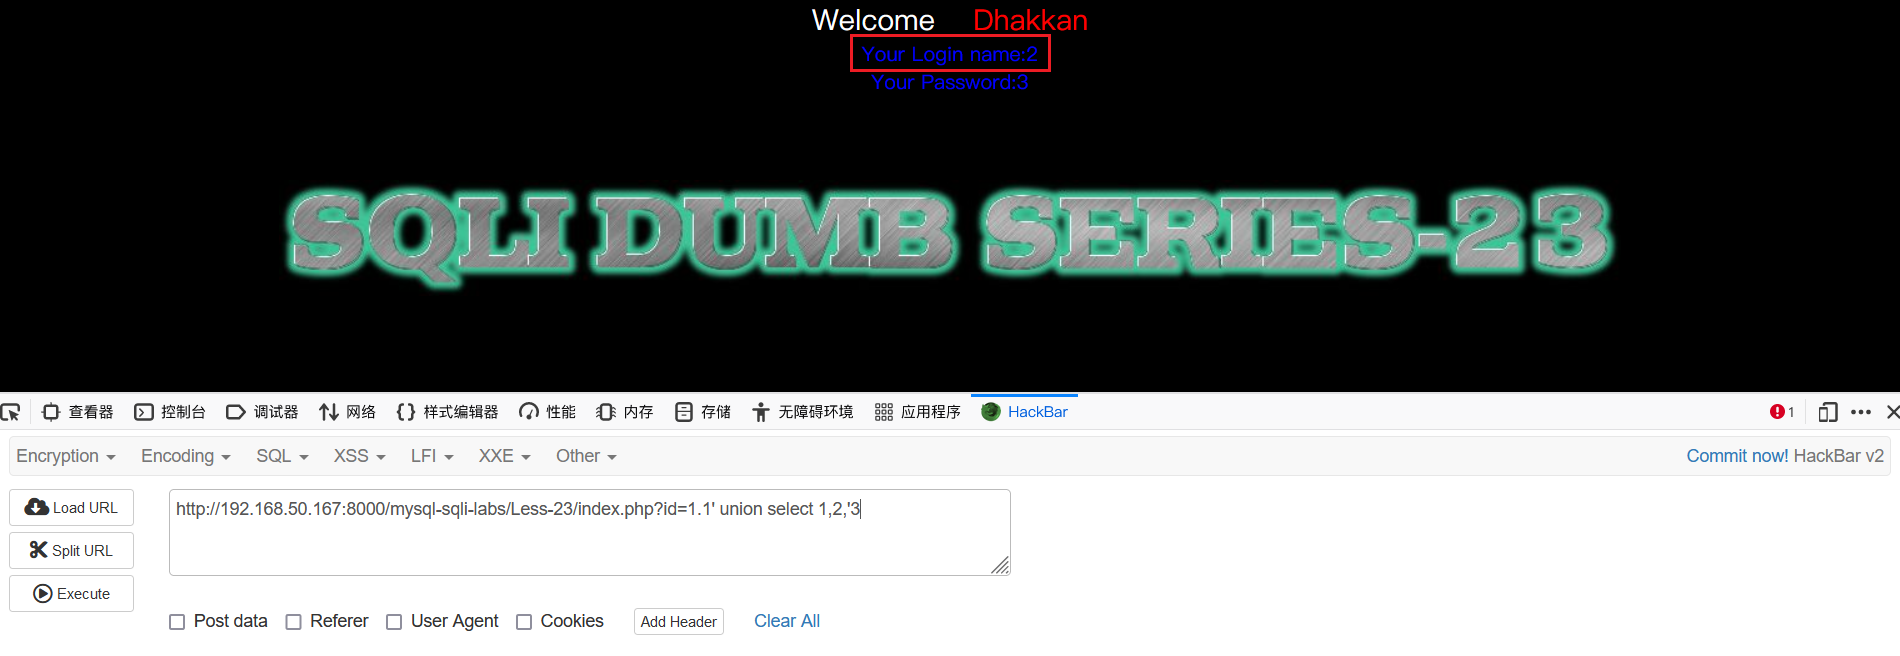 Welcome Dhakkan
Your Login name:2
Your Password:3
SQLI DUMB SERIES-23
查看器 控制台 调试器 网络 样式编辑器 性能 内存 存储 无障碍环境 应用程序 HackBar 1
Encryption Encoding SQL XSS LFI XXE Other Commit now! HackBar v2
Load URL http://192.168.50.167:8000/mysql-sqli-labs/Less-23/index.php?id=1.1' union select 1,2,'3
Split URL
Execute
Post data Referer User Agent Cookies Add Header Clear All